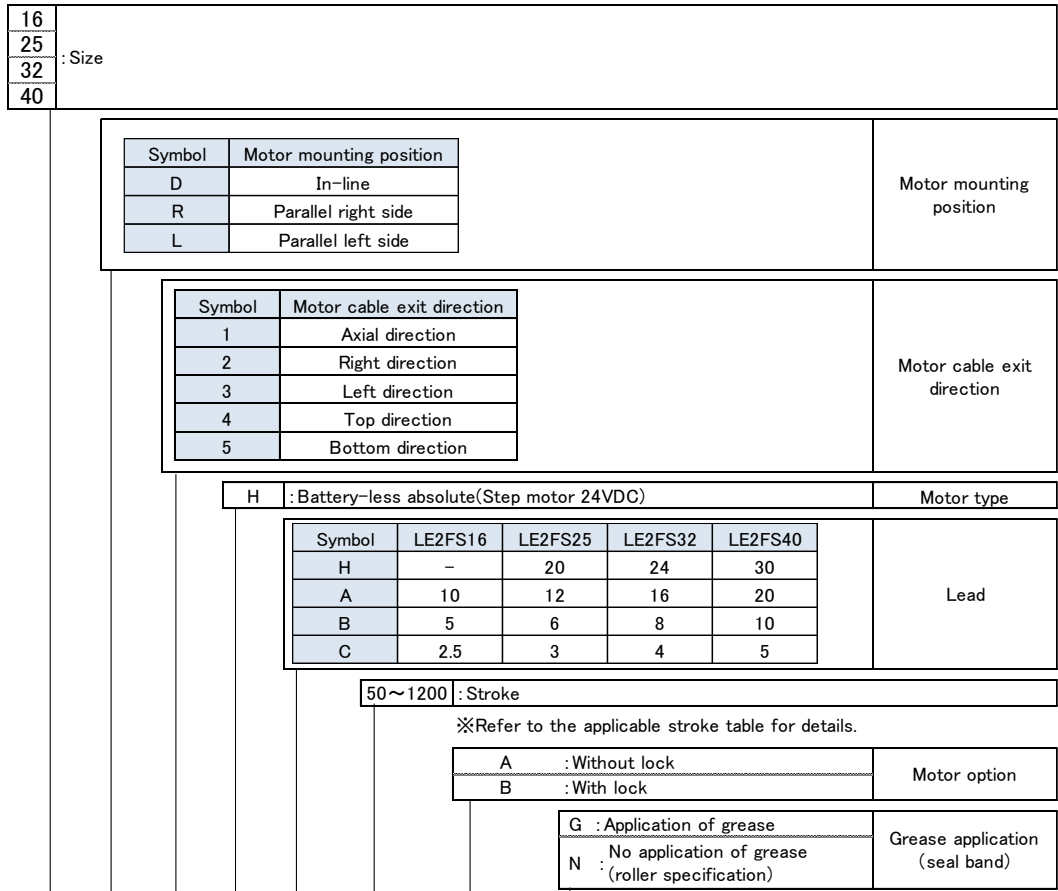 16
25
32
40
: Size
Symbol Motor mounting position
D In-line
R Parallel right side
L Parallel left side
Motor mounting
position
Symbol Motor cable exit direction
1 Axial direction
2 Right direction
3 Left direction
4 Top direction
5 Bottom direction
Motor cable exit
direction
H : Battery-less absolute(Step motor 24VDC) Motor type
Symbol LE2FS16 LE2FS25 LE2FS32 LE2FS40
H - 20 24 30
A 10 12 16 20
B 5 6 8 10
C 2.5 3 4 5
Lead
50～1200 : Stroke
※Refer to the applicable stroke table for details.
A : Without lock
B : With lock
Motor option
G : Application of grease
N : No application of grease
(roller specification)
Grease application
(seal band)